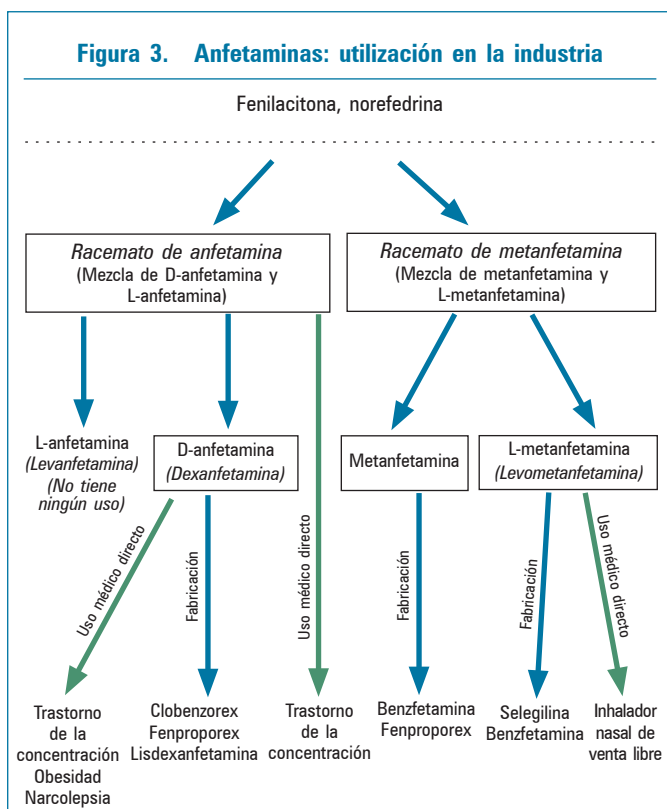 Figura 3. Anfetaminas: utilización en la industria
Fenilacitona, norefedrina
Racemato de anfetamina
(Mezcla de D-anfetamina y
L-anfetamina)
Racemato de metanfetamina
(Mezcla de metanfetamina y
L-metanfetamina)
L-anfetamina
(Levanfetamina)
(No tiene
ningún uso)
D-anfetamina
(Dexanfetamina)
Metanfetamina
L-metanfetamina
(Levometanfetamina)
Uso médico directo
Fabricación
Uso médico directo
Fabricación
Fabricación
Uso médico directo
Trastorno
de la
concentración
Obesidad
Narcolepsia
Clobenzorex
Fenproporex
Lisdexanfetamina
Trastorno
de la
concentración
Benzfetamina
Fenproporex
Selegilina
Benzfetamina
Inhalador
nasal de
venta libre